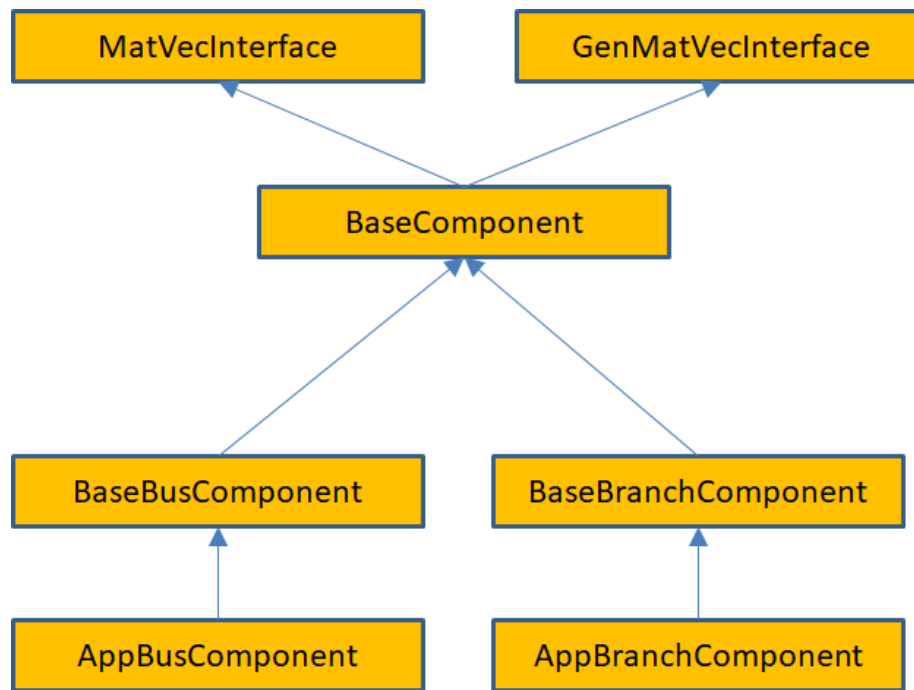 MatVecInterface
GenMatVecInterface
BaseComponent
BaseBusComponent
BaseBranchComponent
AppBusComponent
AppBranchComponent